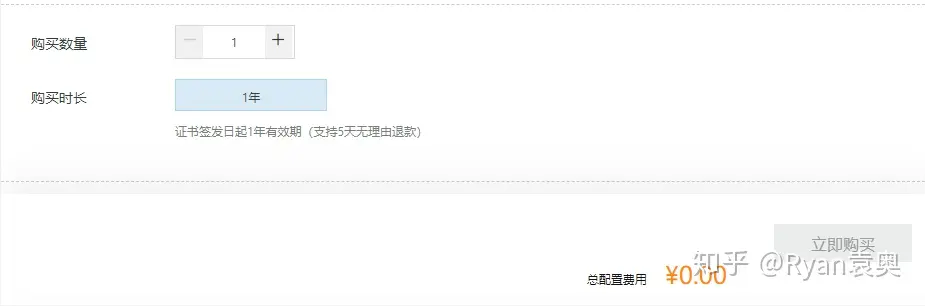 购买数量
− 1 +
购买时长
1年
证书签发日起1年有效期（支持5天无理由退款）
立即购买
总配置费用 ¥0.00
知乎 @Ryan袁奥